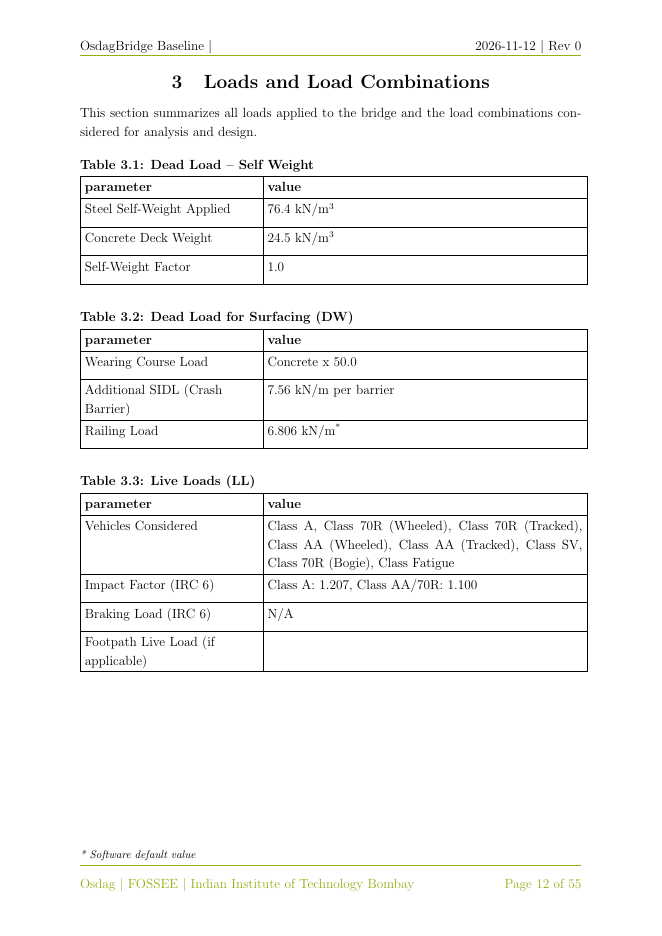 OsdagBridge Baseline |
2026-11-12 | Rev 0
3 Loads and Load Combinations
This section summarizes all loads applied to the bridge and the load combinations con-
sidered for analysis and design.
Table 3.1: Dead Load – Self Weight
parameter value
Steel Self-Weight Applied 76.4 kN/m³
Concrete Deck Weight 24.5 kN/m³
Self-Weight Factor 1.0
Table 3.2: Dead Load for Surfacing (DW)
parameter value
Wearing Course Load Concrete x 50.0
Additional SIDL (Crash
Barrier)
7.56 kN/m per barrier
Railing Load 6.806 kN/m*
Table 3.3: Live Loads (LL)
parameter value
Vehicles Considered
Class A, Class 70R (Wheeled), Class 70R (Tracked),
Class AA (Wheeled), Class AA (Tracked), Class SV,
Class 70R (Bogie), Class Fatigue
Impact Factor (IRC 6) Class A: 1.207, Class AA/70R: 1.100
Braking Load (IRC 6) N/A
Footpath Live Load (if
applicable)
* Software default value
Osdag | FOSSEE | Indian Institute of Technology Bombay
Page 12 of 55